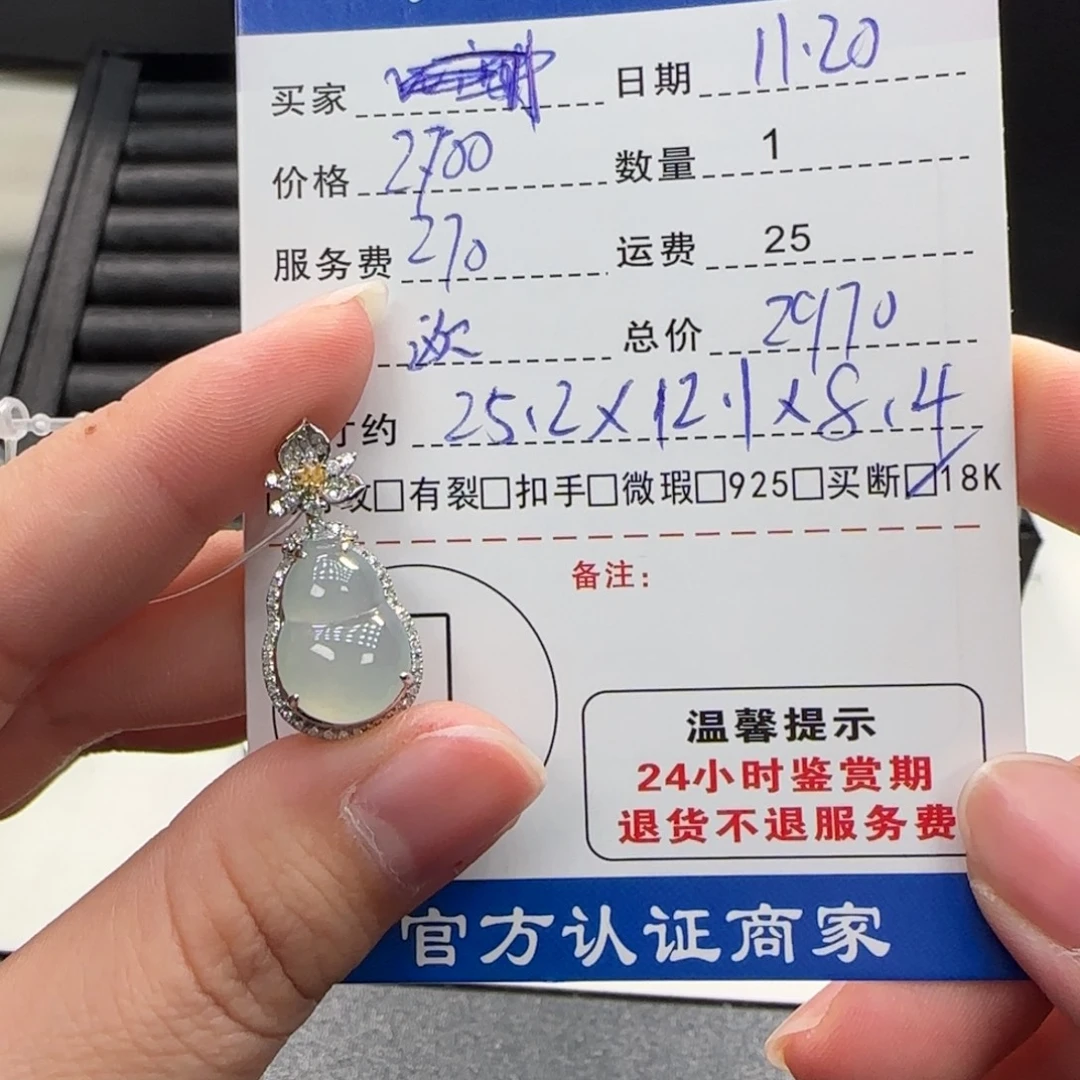 买家 日期 11.20
价格 2700 数量 1
服务费 270 运费 25
次 总价 2970
约 25.2×12.1×8.4
纹□有裂□扣手□微瑕□925□买断☑18K
备注：
温馨提示
24小时鉴赏期
退货不退服务费
官方认证商家